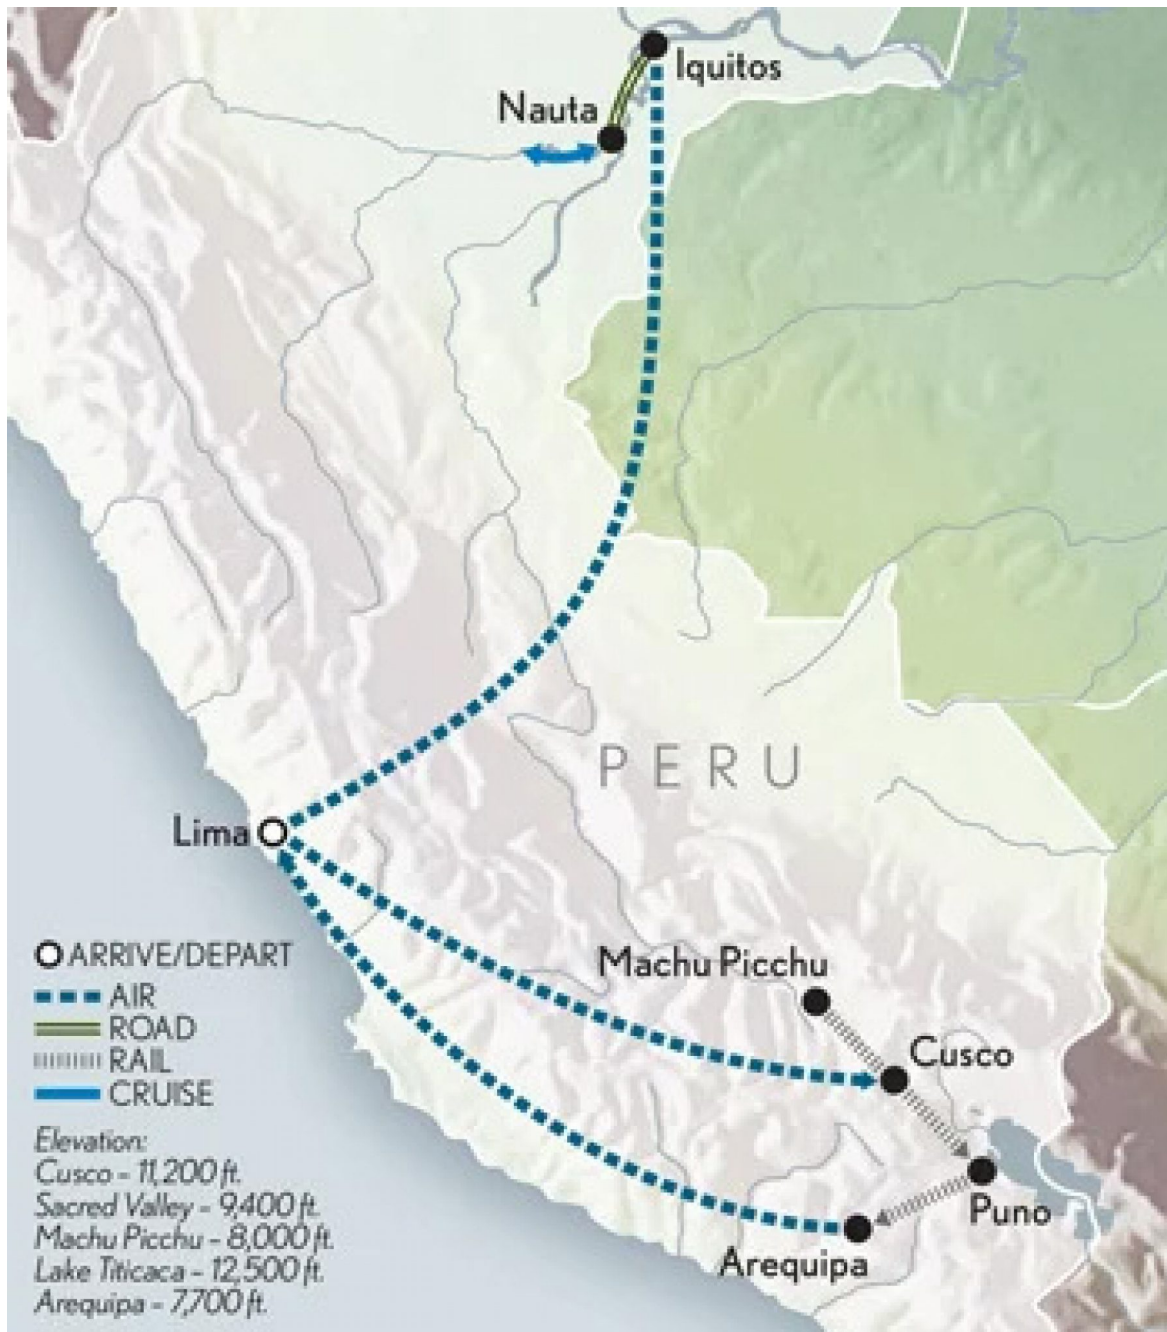 Iquitos
Nauta
PERU
Lima
Machu Picchu
Cusco
Puno
Arequipa
ARRIVE/DEPART
AIR
ROAD
RAIL
CRUISE
Elevation:
Cusco - 11,200 ft.
Sacred Valley - 9,400 ft.
Machu Picchu - 8,000 ft.
Lake Titicaca - 12,500 ft.
Arequipa - 7,700 ft.